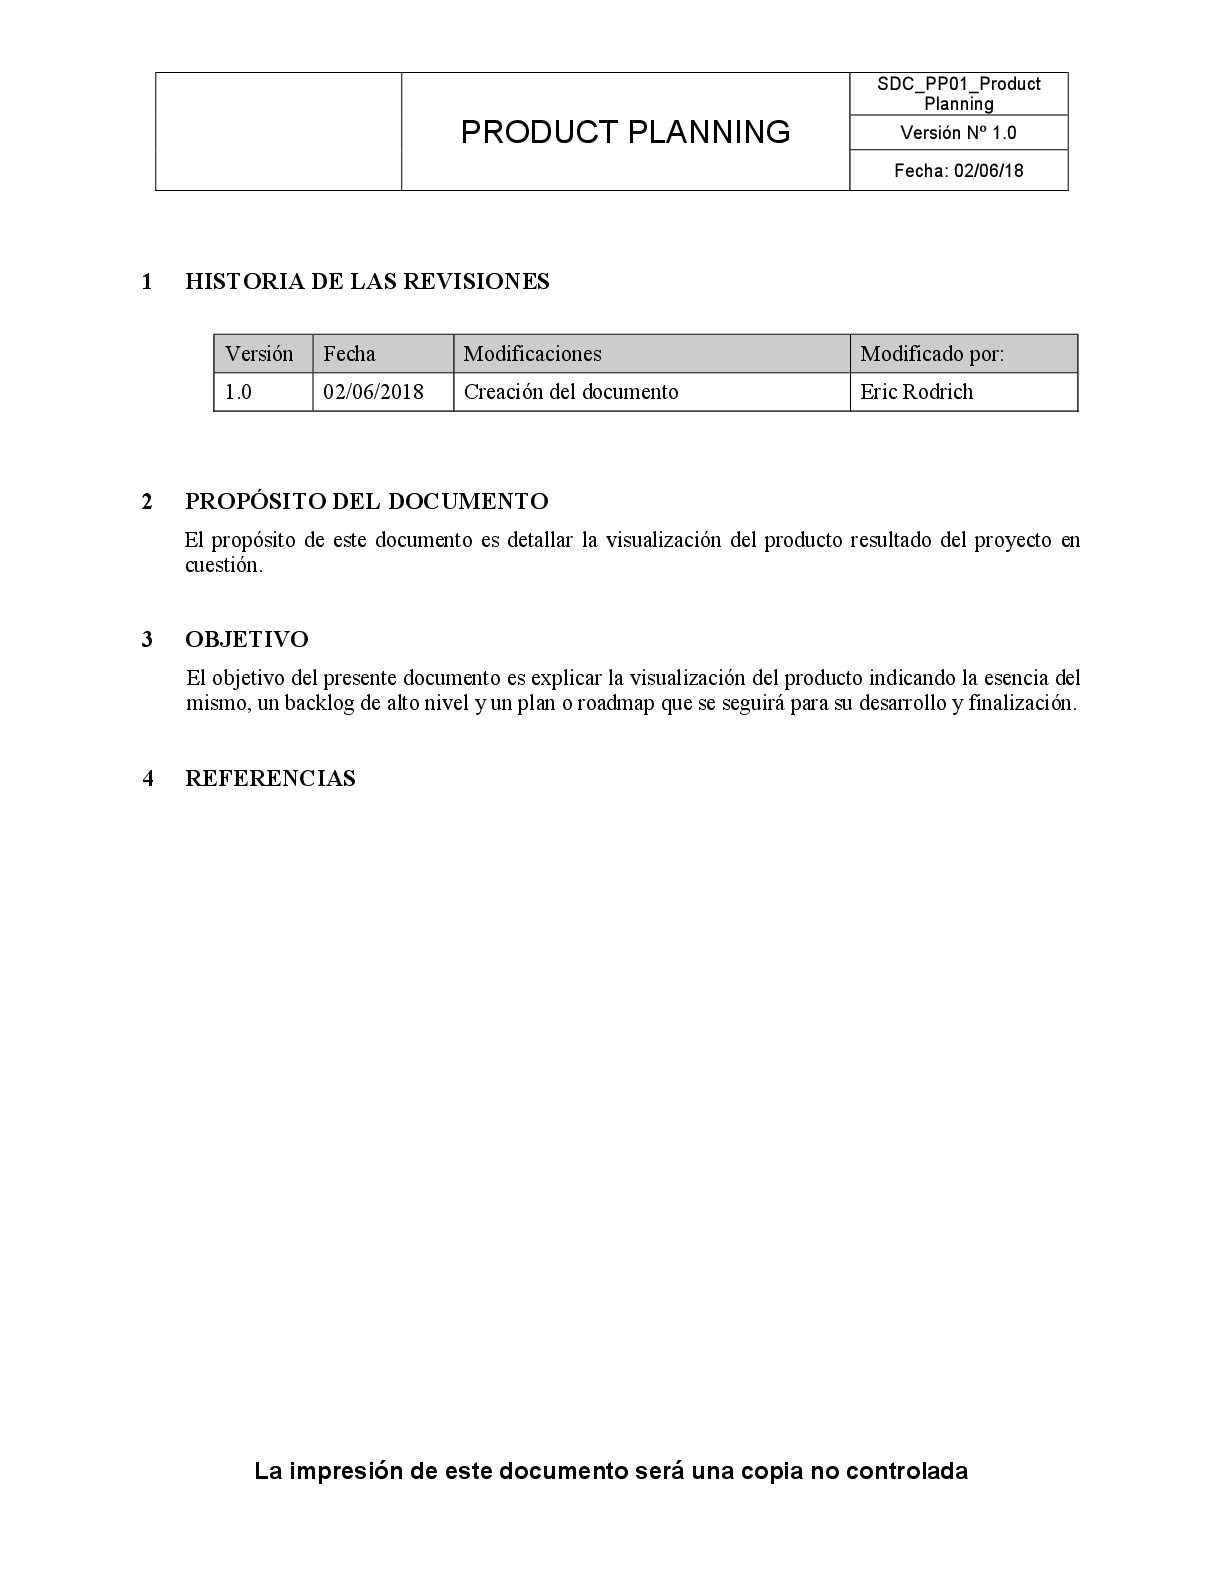 PRODUCT PLANNING
SDC_PP01_Product
Planning
Versión Nº 1.0
Fecha: 02/06/18
1 HISTORIA DE LAS REVISIONES
Versión Fecha Modificaciones Modificado por:
1.0 02/06/2018 Creación del documento Eric Rodrich
2 PROPÓSITO DEL DOCUMENTO
El propósito de este documento es detallar la visualización del producto resultado del proyecto en
cuestión.
3 OBJETIVO
El objetivo del presente documento es explicar la visualización del producto indicando la esencia del
mismo, un backlog de alto nivel y un plan o roadmap que se seguirá para su desarrollo y finalización.
4 REFERENCIAS
La impresión de este documento será una copia no controlada